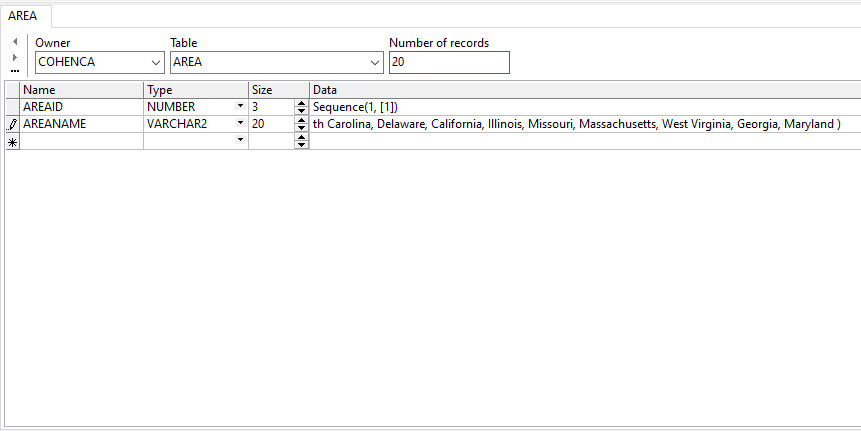 AREA
Owner Table Number of records
COHENCA AREA 20
Name Type Size Data
AREAID NUMBER 3 Sequence(1, [1])
AREANAME VARCHAR2 20 th Carolina, Delaware, California, Illinois, Missouri, Massachusetts, West Virginia, Georgia, Maryland )